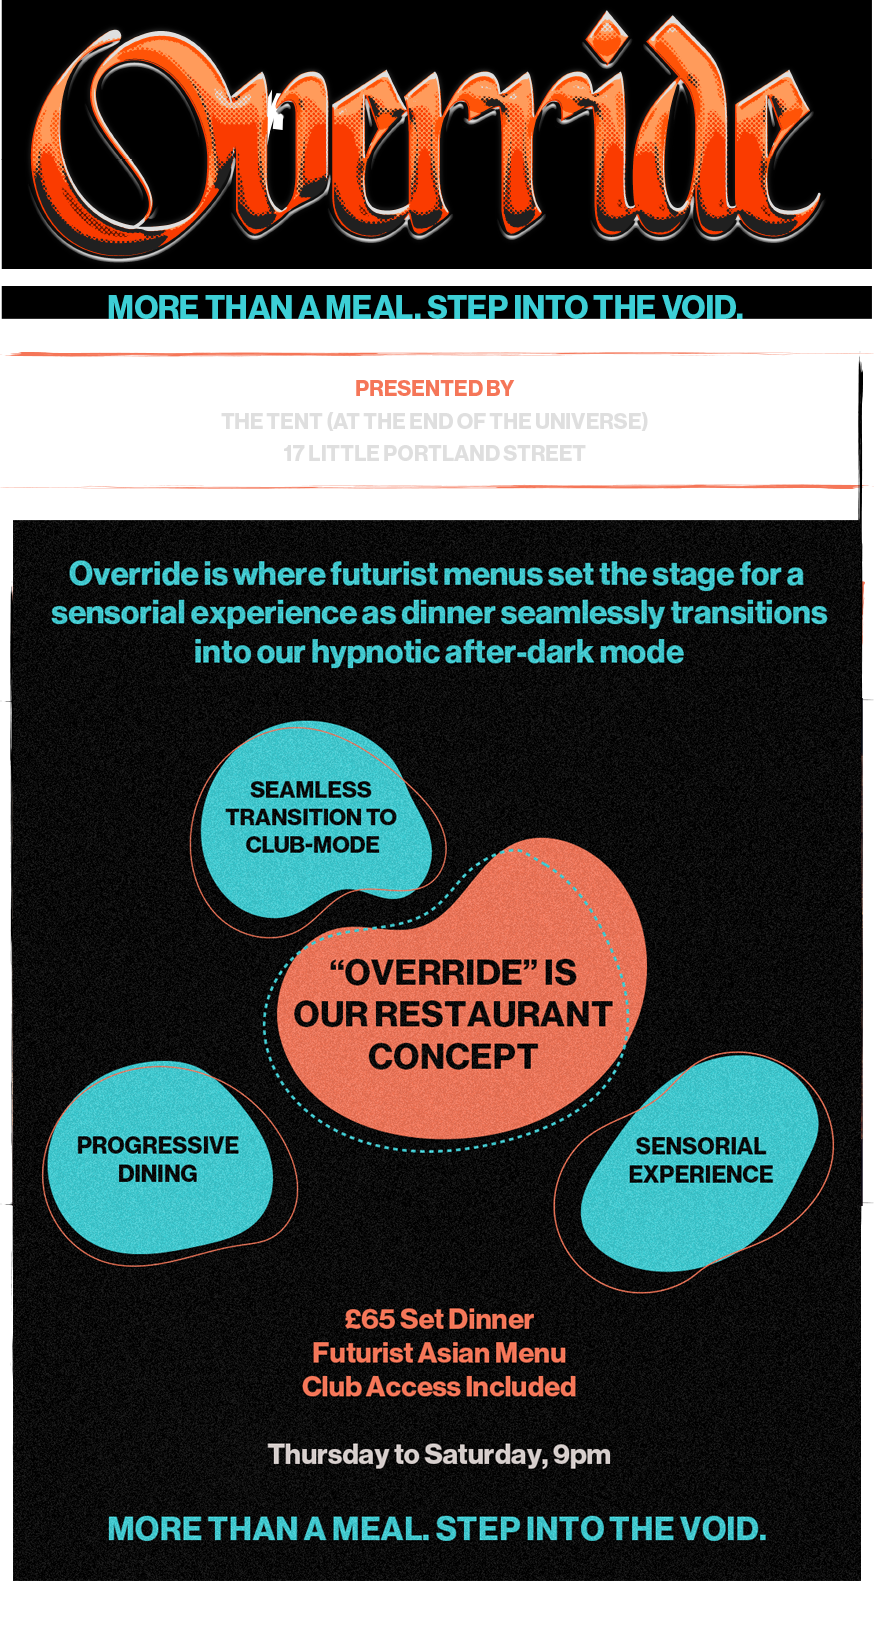 Override
MORE THAN A MEAL. STEP INTO THE VOID.
PRESENTED BY
THE TENT (AT THE END OF THE UNIVERSE)
17 LITTLE PORTLAND STREET
Override is where futurist menus set the stage for a
sensorial experience as dinner seamlessly transitions
into our hypnotic after-dark mode
SEAMLESS
TRANSITION TO
CLUB-MODE
“OVERRIDE” IS
OUR RESTAURANT
CONCEPT
PROGRESSIVE
DINING
SENSORIAL
EXPERIENCE
£65 Set Dinner
Futurist Asian Menu
Club Access Included
Thursday to Saturday, 9pm
MORE THAN A MEAL. STEP INTO THE VOID.